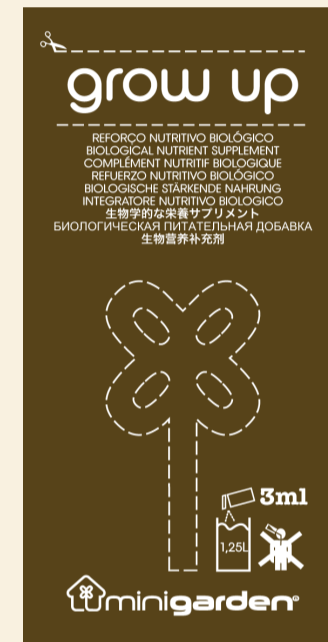 grow up
REFORÇO NUTRITIVO BIOLÓGICO
BIOLOGICAL NUTRIENT SUPPLEMENT
COMPLÉMENT NUTRITIF BIOLOGIQUE
REFUERZO NUTRITIVO BIOLÓGICO
BIOLOGISCHE STÄRKENDE NAHRUNG
INTEGRATORE NUTRITIVO BIOLOGICO
生物学的な栄養サプリメント
БИОЛОГИЧЕСКАЯ ПИТАТЕЛЬНАЯ ДОБАВКА
生物营养补充剂
3ml
1,25L
minigarden®